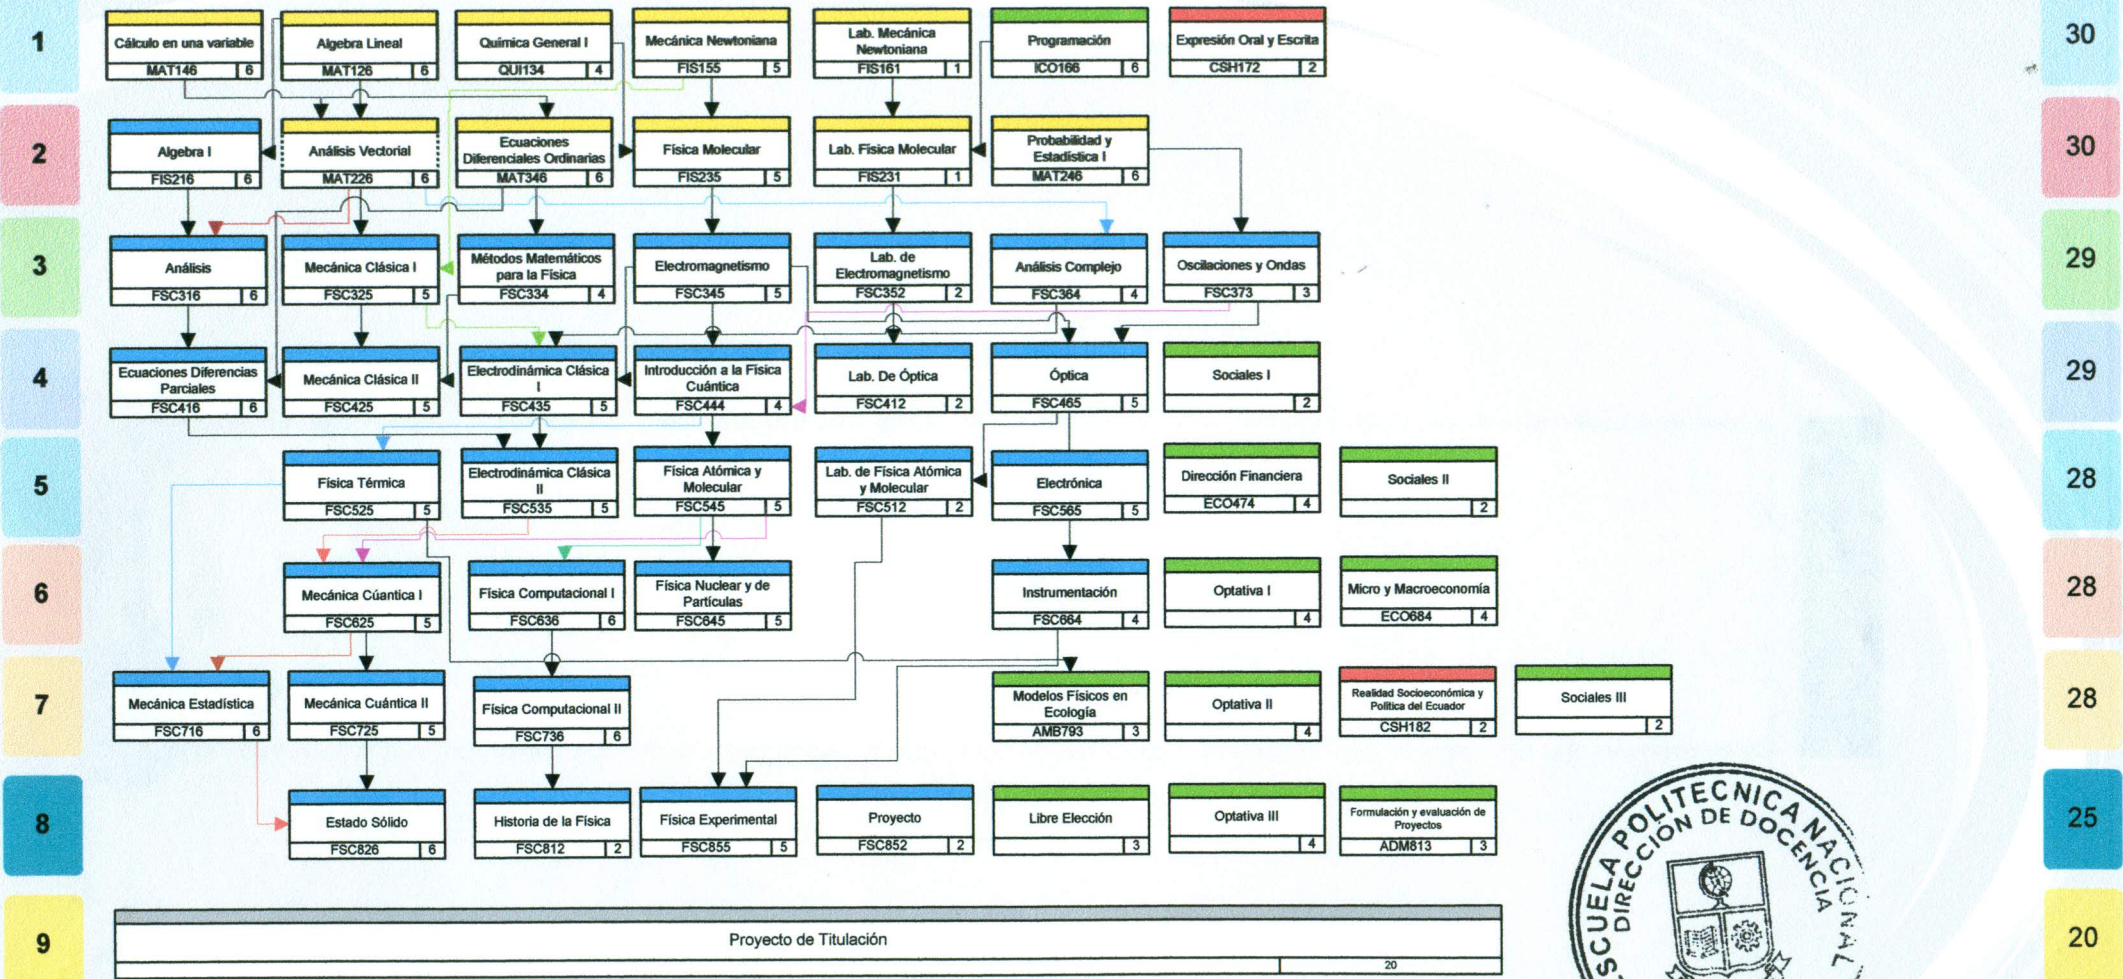 1
Cálculo en una variable
MAT146 6
Algebra Lineal
MAT126 6
Química General I
QUI134 4
Mecánica Newtoniana
FIS155 5
Lab. Mecánica
Newtoniana
FIS161 1
Programación
ICO166 6
Expresión Oral y Escrita
CSH172 2
30
2
Algebra I
FIS216 6
Análisis Vectorial
MAT226 6
Ecuaciones
Diferenciales Ordinarias
MAT346 6
Física Molecular
FIS235 5
Lab. Física Molecular
FIS231 1
Probabilidad y
Estadística I
MAT246 6
30
3
Análisis
FSC316 6
Mecánica Clásica I
FSC325 5
Métodos Matemáticos
para la Física
FSC334 4
Electromagnetismo
FSC345 5
Lab. de
Electromagnetismo
FSC352 2
Análisis Complejo
FSC364 4
Oscilaciones y Ondas
FSC373 3
29
4
Ecuaciones Diferencias
Parciales
FSC416 6
Mecánica Clásica II
FSC425 5
Electrodinámica Clásica
I
FSC435 5
Introducción a la Física
Cuántica
FSC444 4
Lab. De Óptica
FSC412 2
Óptica
FSC465 5
Sociales I
2
29
5
Física Térmica
FSC525 5
Electrodinámica Clásica
II
FSC535 5
Física Atómica y
Molecular
FSC545 5
Lab. de Física Atómica
y Molecular
FSC512 2
Electrónica
FSC565 5
Dirección Financiera
ECO474 4
Sociales II
2
28
6
Mecánica Cúantica I
FSC625 5
Física Computacional I
FSC636 6
Física Nuclear y de
Partículas
FSC645 5
Instrumentación
FSC664 4
Optativa I
4
Micro y Macroeconomía
ECO684 4
28
7
Mecánica Estadística
FSC716 6
Mecánica Cuántica II
FSC725 5
Física Computacional II
FSC736 6
Modelos Físicos en
Ecología
AMB793 3
Optativa II
4
Realidad Socioeconómica y
Política del Ecuador
CSH182 2
Sociales III
2
28
8
Estado Sólido
FSC826 6
Historia de la Física
FSC812 2
Física Experimental
FSC855 5
Proyecto
FSC852 2
Libre Elección
3
Optativa III
4
Formulación y evaluación de
Proyectos
ADM813 3
25
9
Proyecto de Titulación
20
20
ESCUELA POLITECNICA NACIONAL
DIRECCIÓN DE DOCENCIA